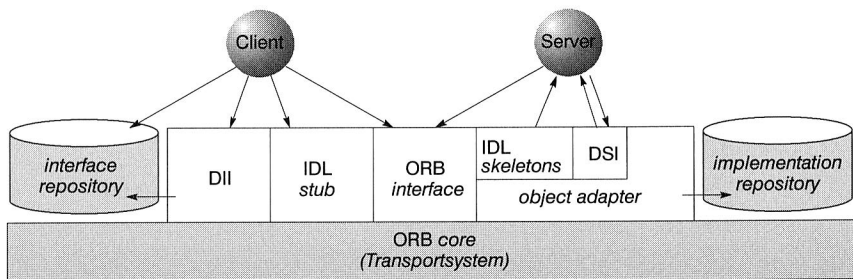 Client
Server
interface
repository
DII
IDL
stub
ORB
interface
IDL
skeletons
DSI
object adapter
implementation
repository
ORB core
(Transportsystem)